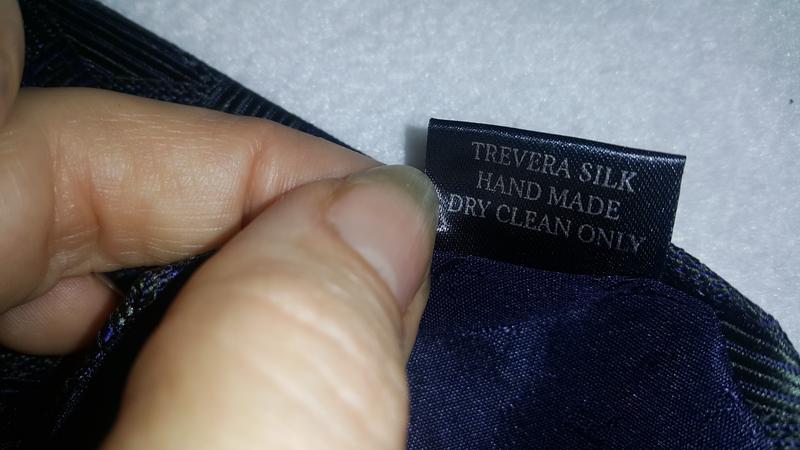 TREVERA SILK
HAND MADE
DRY CLEAN ONLY